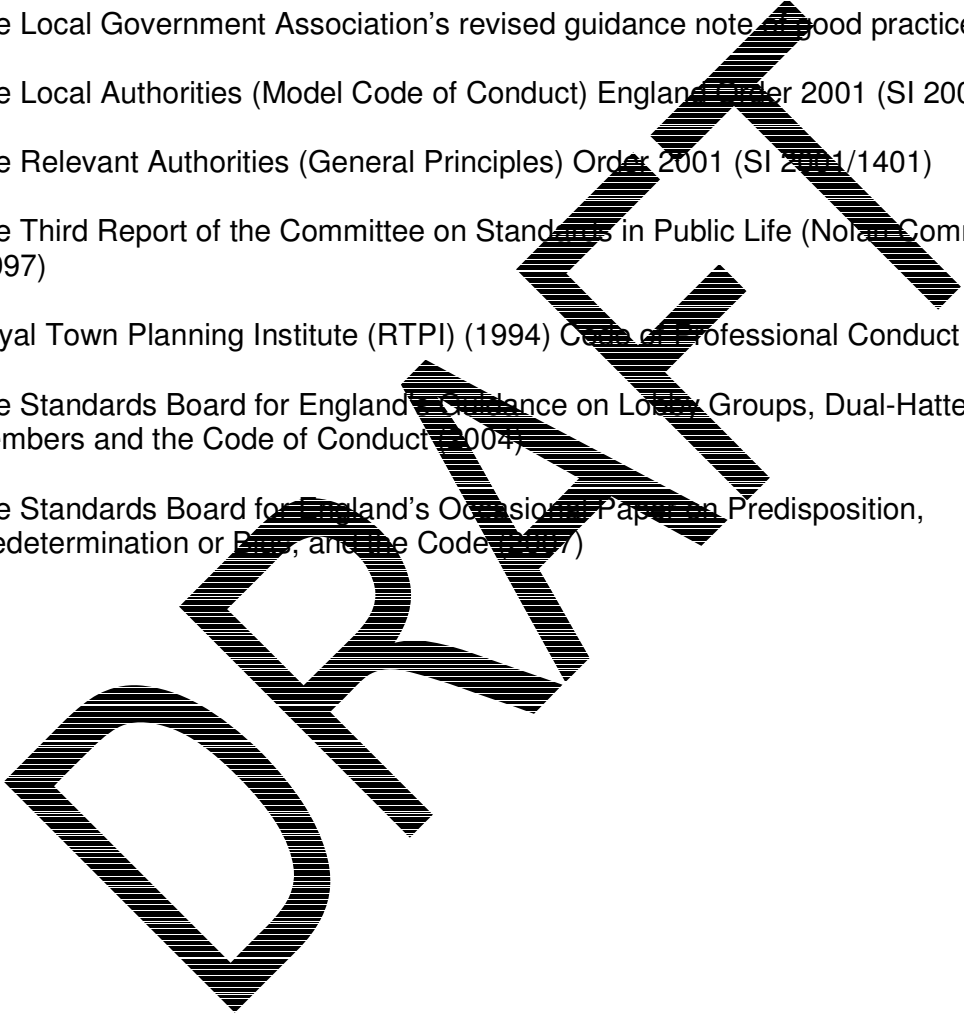 e Local Government Association’s revised guidance note of good practice
e Local Authorities (Model Code of Conduct) England Order 2001 (SI 200
e Relevant Authorities (General Principles) Order 2001 (SI 2001/1401)
e Third Report of the Committee on Standards in Public Life (Nolan Com
97)
yal Town Planning Institute (RTPI) (1994) Code of Professional Conduct
e Standards Board for England’s Guidance on Lobby Groups, Dual-Hatte
mbers and the Code of Conduct (2004)
e Standards Board for England’s Occasional Paper on Predisposition,
edetermination or Bias, and the Code (2007)
DRAFT